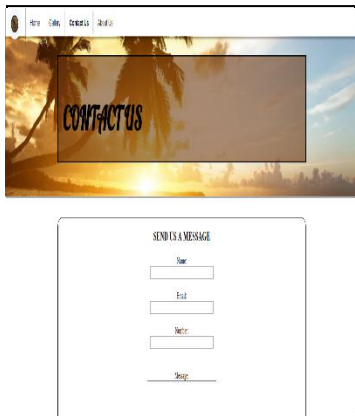 Home Gallery Contact Us About Us
CONTACT US
SEND US A MESSAGE
Name:
Email:
Number:
Message: